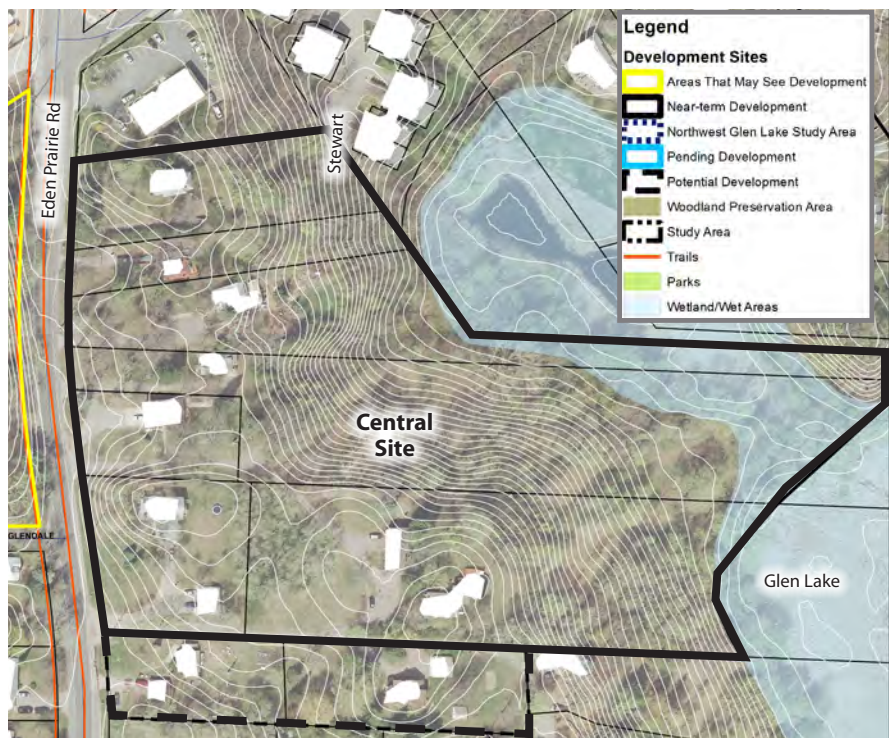 Eden Prairie Rd
Stewart
Legend
Development Sites
Areas That May See Development
Near-term Development
Northwest Glen Lake Study Area
Pending Development
Potential Development
Woodland Preservation Area
Study Area
Trails
Parks
Wetland/Wet Areas
Central
Site
GLENDALE
Glen Lake